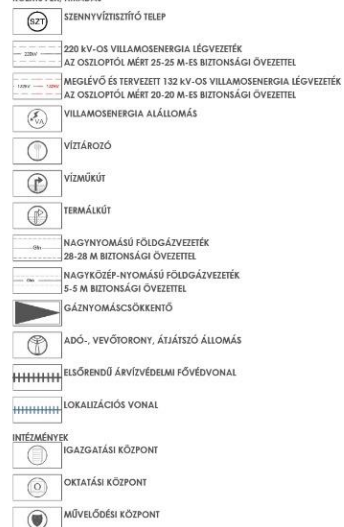 SZT
SZENNYVÍZTISZTÍTÓ TELEP
220 kV-OS VILLAMOSENERGIA LÉGVEZETÉK
AZ OSZLOPTÓL MÉRT 25-25 M-ES BIZTONSÁGI ÖVEZETTEL
MEGLÉVŐ ÉS TERVEZETT 132 kV-OS VILLAMOSENERGIA LÉGVEZETÉK
AZ OSZLOPTÓL MÉRT 20-20 M-ES BIZTONSÁGI ÖVEZETTEL
VA
VILLAMOSENERGIA ALÁLLOMÁS
VÍZTÁROZÓ
VÍZMŰKÚT
TERMÁLKÚT
NAGYNYOMÁSÚ FÖLDGÁZVEZETÉK
28-28 M BIZTONSÁGI ÖVEZETTEL
NAGYKÖZÉP-NYOMÁSÚ FÖLDGÁZVEZETÉK
5-5 M BIZTONSÁGI ÖVEZETTEL
GÁZNYOMÁSCSÖKKENTŐ
ADÓ-, VEVŐTORONY, ÁTJÁTSZÓ ÁLLOMÁS
ELSŐRENDŰ ÁRVÍZVÉDELMI FŐVÉDVONAL
LOKALIZÁCIÓS VONAL
INTÉZMÉNYEK
IGAZGATÁSI KÖZPONT
OKTATÁSI KÖZPONT
MŰVELŐDÉSI KÖZPONT